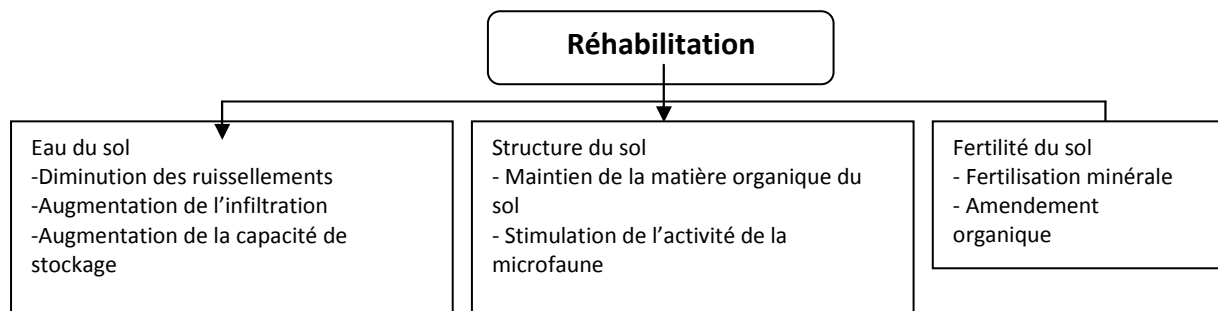 Réhabilitation
Eau du sol
-Diminution des ruissellements
-Augmentation de l’infiltration
-Augmentation de la capacité de
stockage
Structure du sol
- Maintien de la matière organique du
sol
- Stimulation de l’activité de la
microfaune
Fertilité du sol
- Fertilisation minérale
- Amendement
organique